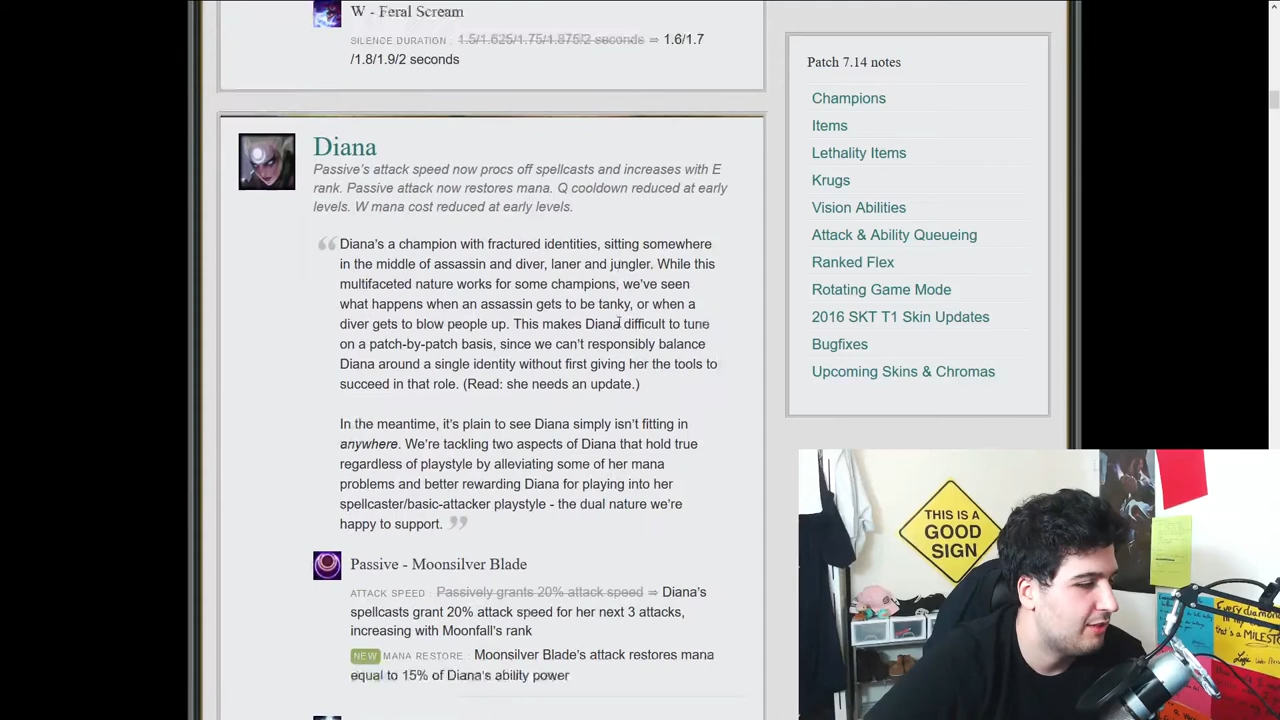 W - Feral Scream
SILENCE DURATION : 1.5/1.625/1.75/1.875/2 seconds ⇒ 1.6/1.7
/1.8/1.9/2 seconds
Diana
Passive's attack speed now procs off spellcasts and increases with E
rank. Passive attack now restores mana. Q cooldown reduced at early
levels. W mana cost reduced at early levels.
“ Diana's a champion with fractured identities, sitting somewhere
in the middle of assassin and diver, laner and jungler. While this
multifaceted nature works for some champions, we've seen
what happens when an assassin gets to be tanky, or when a
diver gets to blow people up. This makes Diana difficult to tune
on a patch-by-patch basis, since we can't responsibly balance
Diana around a single identity without first giving her the tools to
succeed in that role. (Read: she needs an update.)
In the meantime, it's plain to see Diana simply isn't fitting in
anywhere. We're tackling two aspects of Diana that hold true
regardless of playstyle by alleviating some of her mana
problems and better rewarding Diana for playing into her
spellcaster/basic-attacker playstyle - the dual nature we're
happy to support. ”
Passive - Moonsilver Blade
ATTACK SPEED : Passively grants 20% attack speed ⇒ Diana's
spellcasts grant 20% attack speed for her next 3 attacks,
increasing with Moonfall's rank
NEW MANA RESTORE : Moonsilver Blade's attack restores mana
equal to 15% of Diana's ability power
Patch 7.14 notes
Champions
Items
Lethality Items
Krugs
Vision Abilities
Attack & Ability Queueing
Ranked Flex
Rotating Game Mode
2016 SKT T1 Skin Updates
Bugfixes
Upcoming Skins & Chromas
THIS IS A
GOOD
SIGN
Every
that's a
Logic